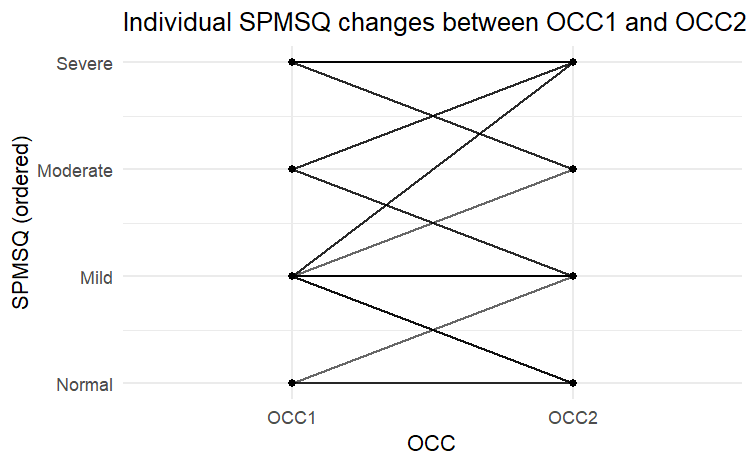 Individual SPMSQ changes between OCC1 and OCC2
SPMSQ (ordered)
Severe
Moderate
Mild
Normal
OCC1 OCC2
OCC